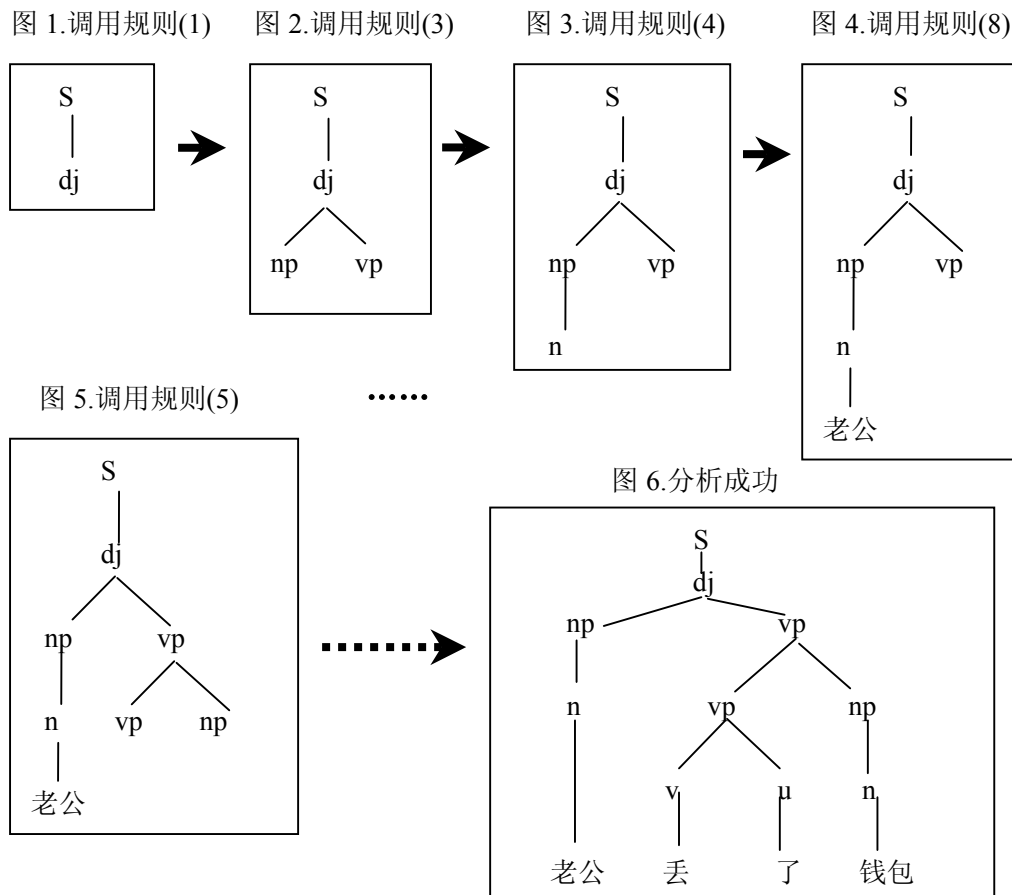 图 1.调用规则(1) 图 2.调用规则(3) 图 3.调用规则(4) 图 4.调用规则(8)
S
dj
S
dj
np vp
S
dj
np vp
n
S
dj
np vp
n
老公
图 5.调用规则(5) ……
S
dj
np vp
n vp np
老公
图 6.分析成功
S
dj
np vp
n vp np
v u n
老公 丢 了 钱包